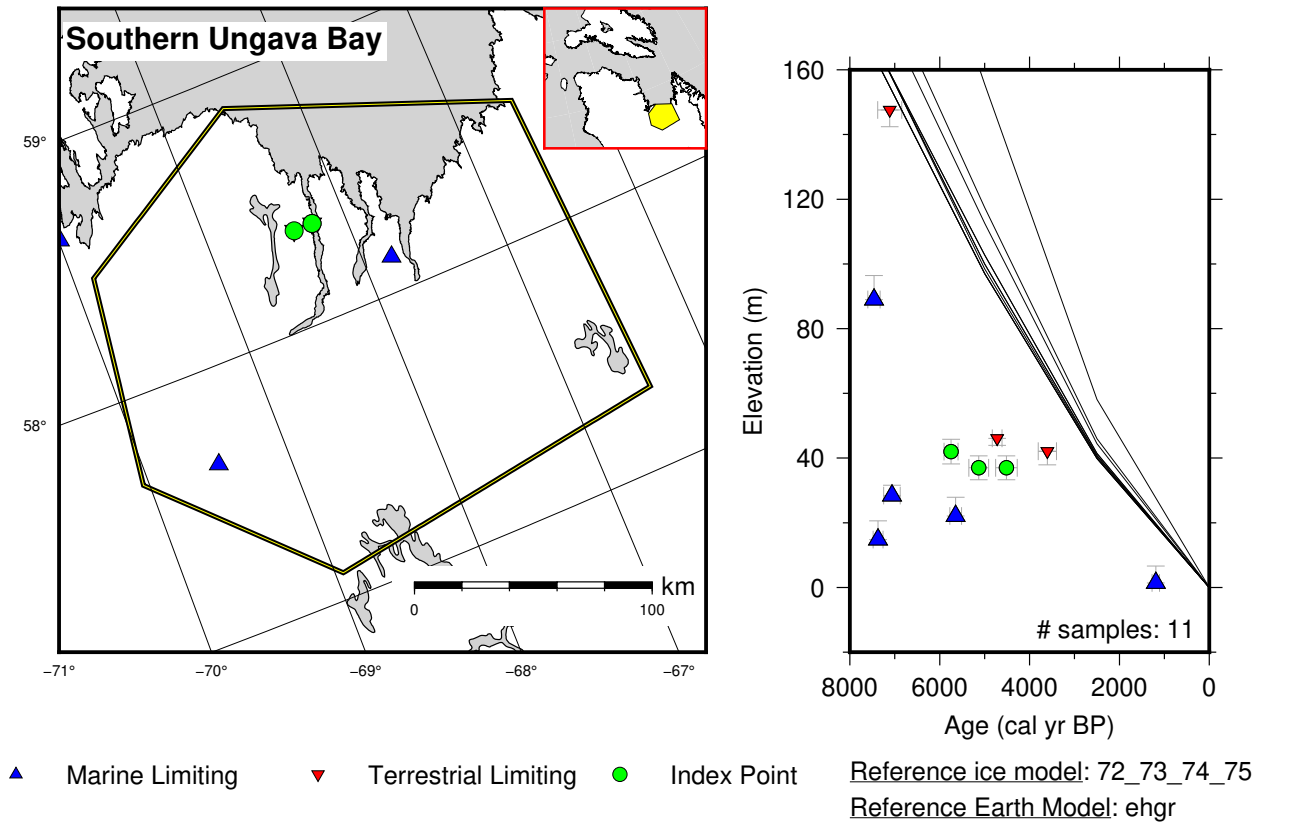 Southern Ungava Bay
59°
58°
−71°
−70°
−69°
−68°
−67°
km
0
100
160
120
80
40
0
Elevation (m)
# samples: 11
8000
6000
4000
2000
0
Age (cal yr BP)
Marine Limiting
Terrestrial Limiting
Index Point
Reference ice model: 72_73_74_75
Reference Earth Model: ehgr